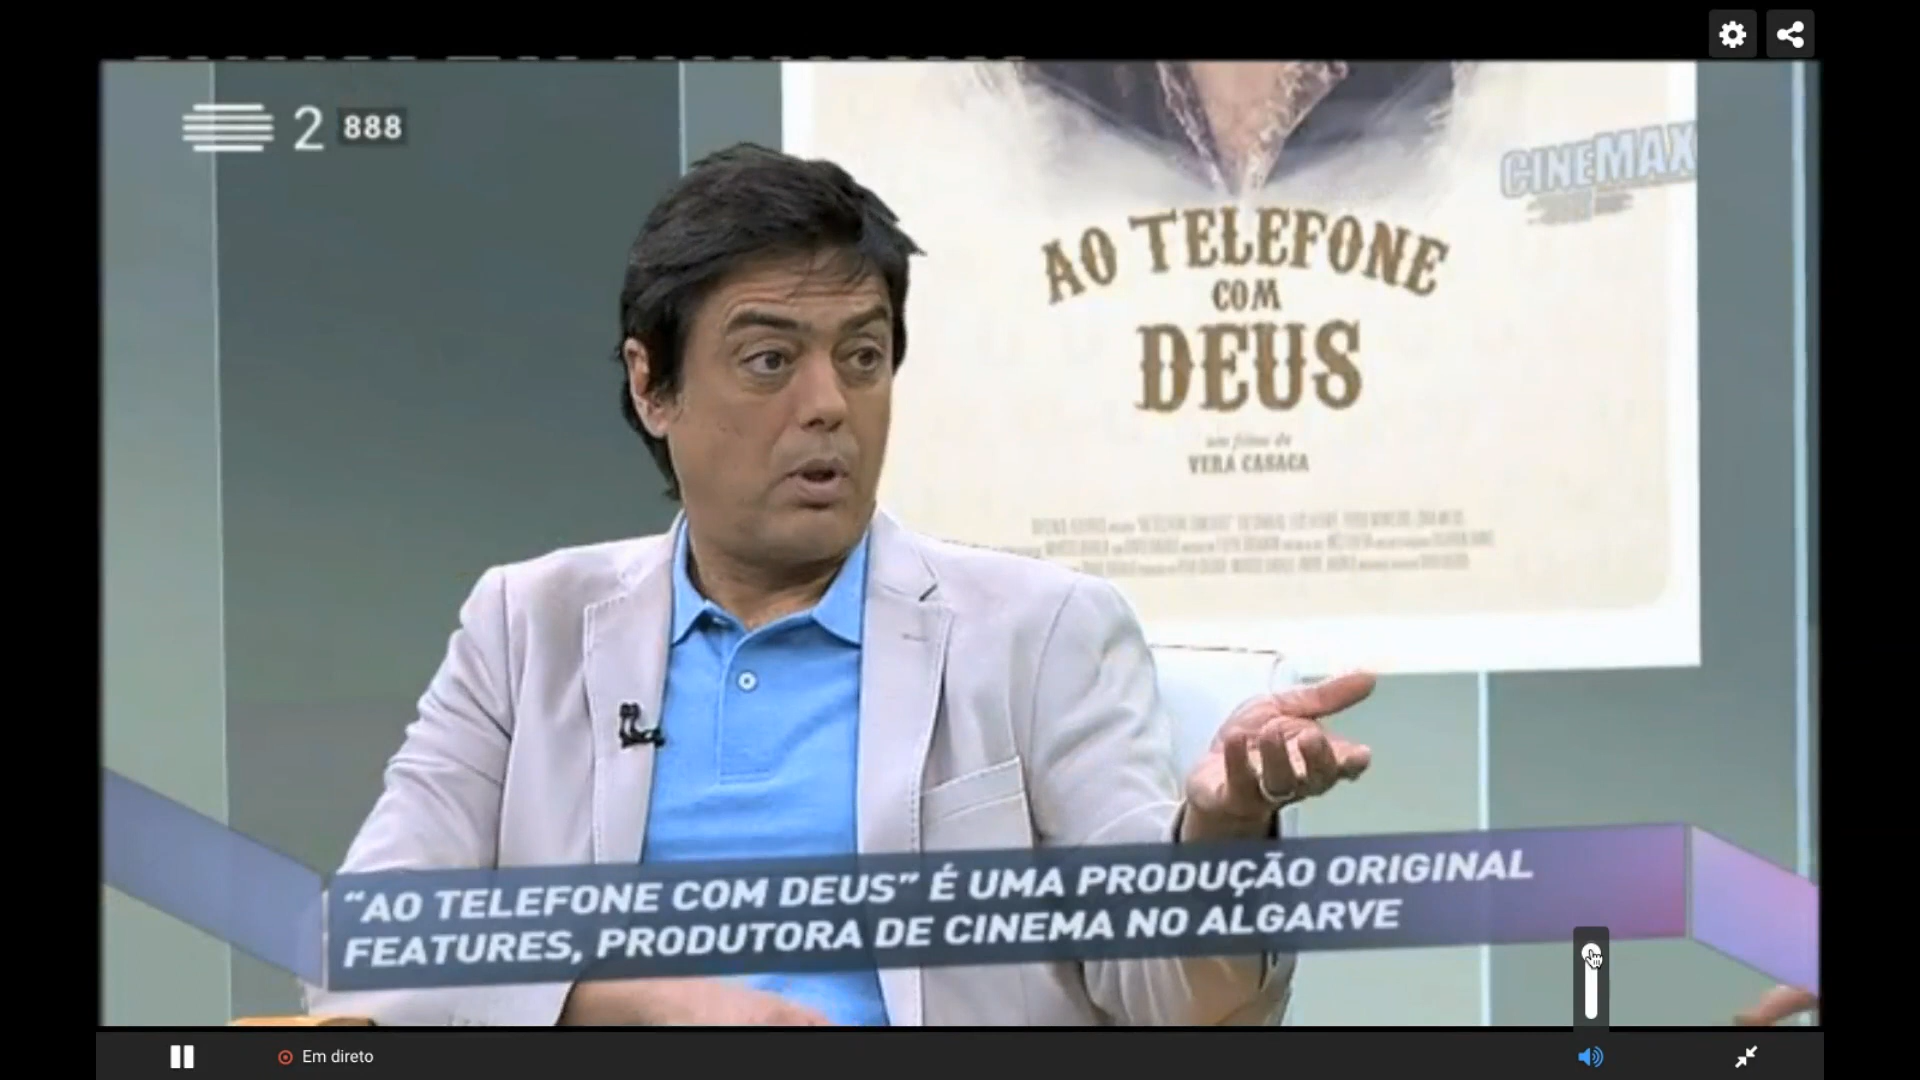 2 888
CINEMAX
AO TELEFONE
COM
DEUS
um filme de
VERA CASACA
“AO TELEFONE COM DEUS” É UMA PRODUÇÃO ORIGINAL
FEATURES, PRODUTORA DE CINEMA NO ALGARVE
Em direto